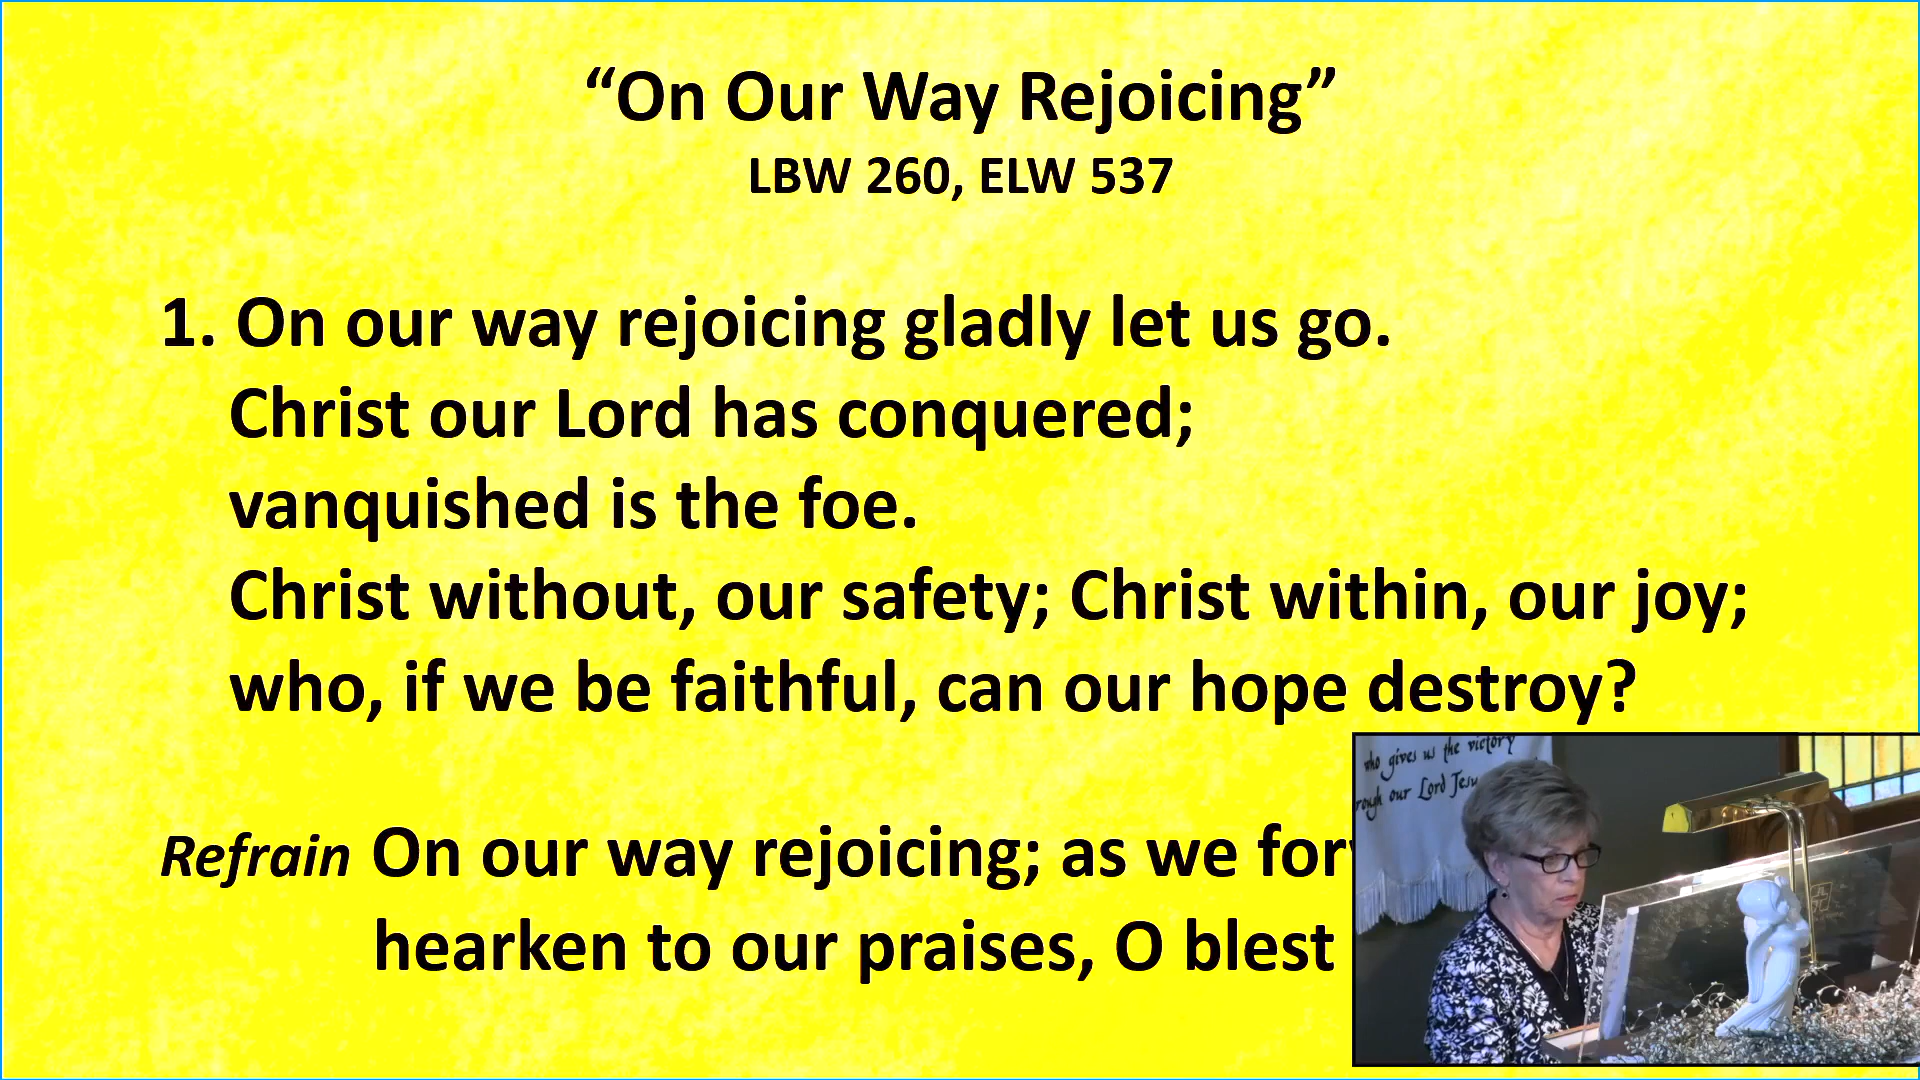 “On Our Way Rejoicing”
LBW 260, ELW 537
1. On our way rejoicing gladly let us go.
Christ our Lord has conquered;
vanquished is the foe.
Christ without, our safety; Christ within, our joy;
who, if we be faithful, can our hope destroy?
Refrain On our way rejoicing; as we
hearken to our praises, O blest
who gives us the victory
our Lord